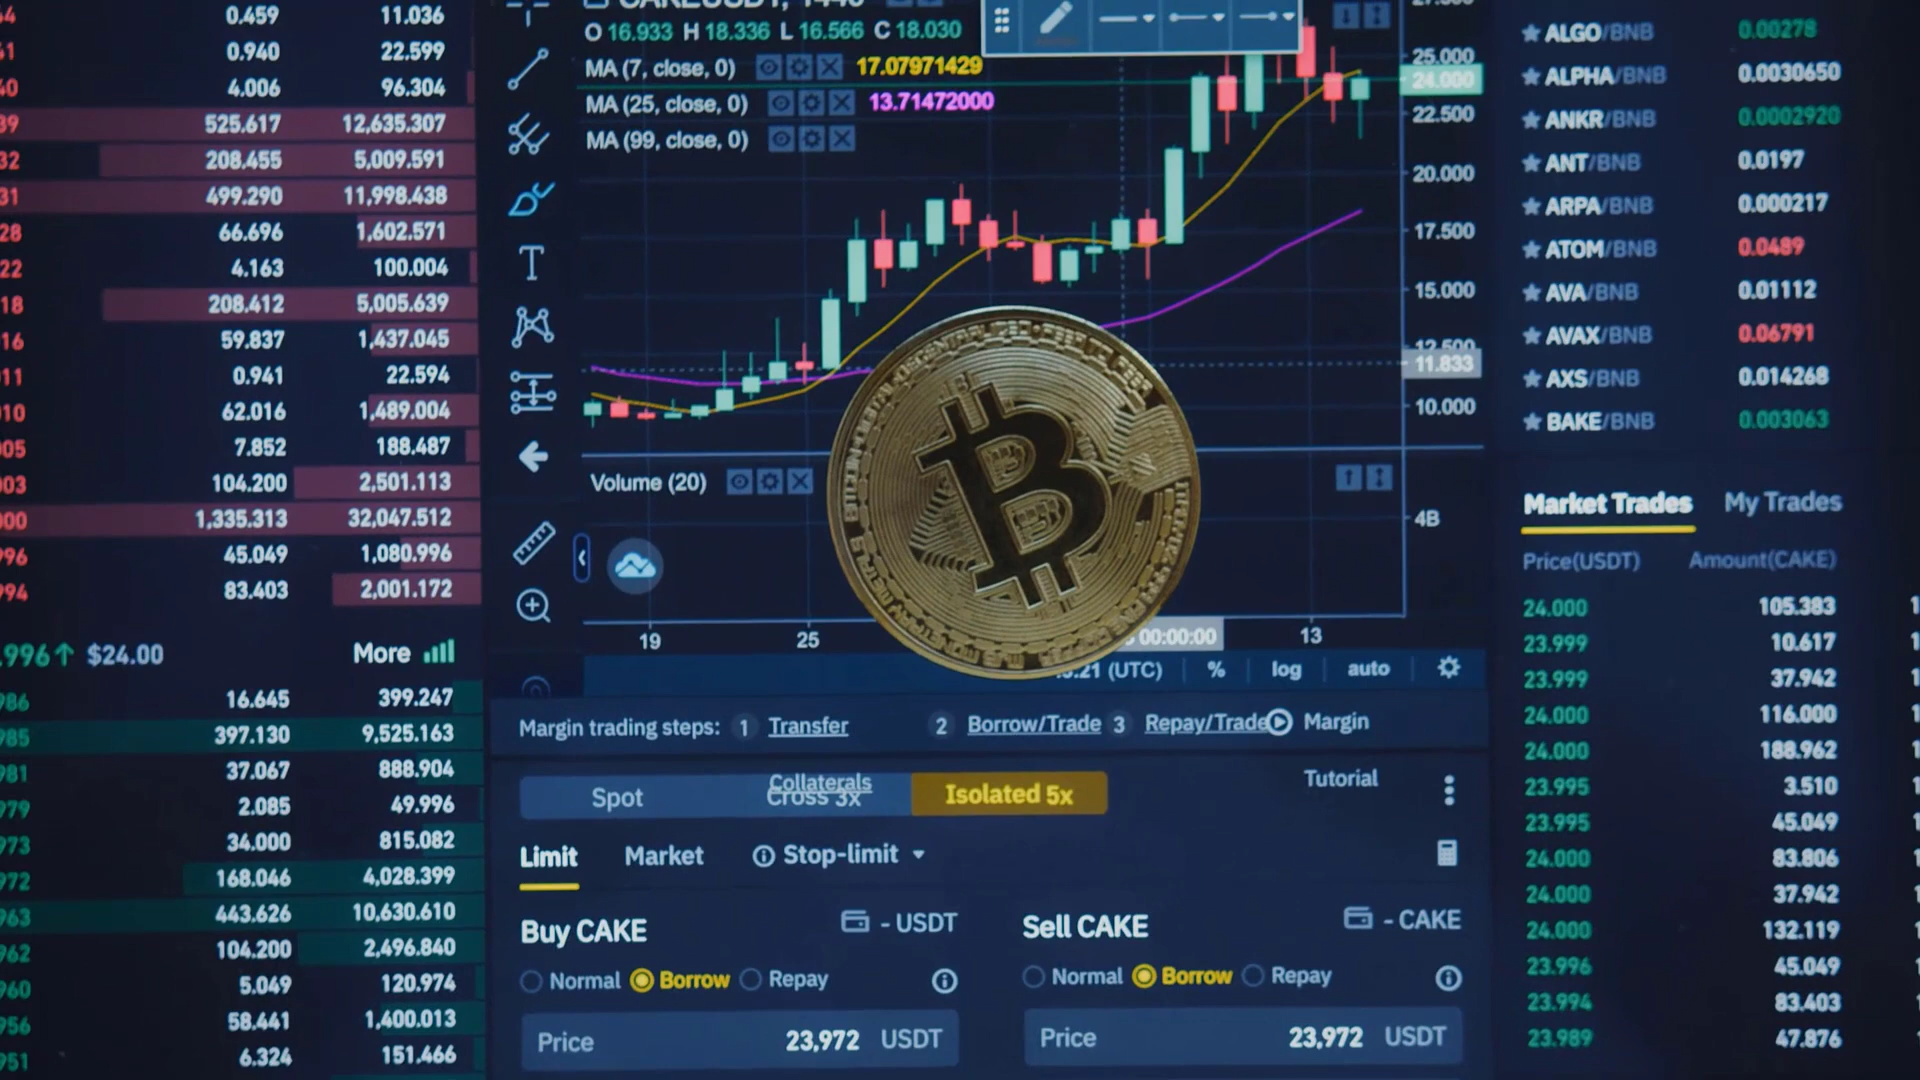 0.459 11.036
0.940 22.599
4.006 96.304
525.617 12,635.307
208.455 5,009.591
499.290 11,998.438
66.696 1,602.571
4.163 100.004
208.412 5,005.639
59.837 1,437.045
0.941 22.594
62.016 1,489.004
7.852 188.487
104.200 2,501.113
1,335.313 32,047.512
45.049 1,080.996
83.403 2,001.172
.996↑ $24.00 More
16.645 399.247
397.130 9,525.163
37.067 888.904
2.085 49.996
34.000 815.082
168.046 4,028.399
443.626 10,630.610
104.200 2,496.840
5.049 120.974
58.441 1,400.013
6.324 151.466
O 16.933 H 18.336 L 16.566 C 18.030
MA (7, close, 0) 17.07971429
MA (25, close, 0) 13.71472000
MA (99, close, 0)
25.000
24.000
22.500
20.000
17.500
15.000
12.500
11.833
10.000
Volume (20)
4B
19 25 00:00:00 13
(UTC) % log auto
Margin trading steps: 1 Transfer 2 Borrow/Trade 3 Repay/Trade Margin
Collaterals
Tutorial
Spot Cross 3x Isolated 5x
Limit Market Stop-limit
Buy CAKE - USDT
Normal Borrow Repay
Price 23,972 USDT
Sell CAKE - CAKE
Normal Borrow Repay
Price 23,972 USDT
ALGO/BNB 0.00278
ALPHA/BNB 0.0030650
ANKR/BNB 0.0002920
ANT/BNB 0.0197
ARPA/BNB 0.000217
ATOM/BNB 0.0489
AVA/BNB 0.01112
AVAX/BNB 0.06791
AXS/BNB 0.014268
BAKE/BNB 0.003063
Market Trades My Trades
Price(USDT) Amount(CAKE)
24.000 105.383
23.999 10.617
23.999 37.942
24.000 116.000
24.000 188.962
23.995 3.510
23.995 45.049
24.000 83.806
24.000 37.942
24.000 132.119
23.996 45.049
23.994 83.403
23.989 47.876